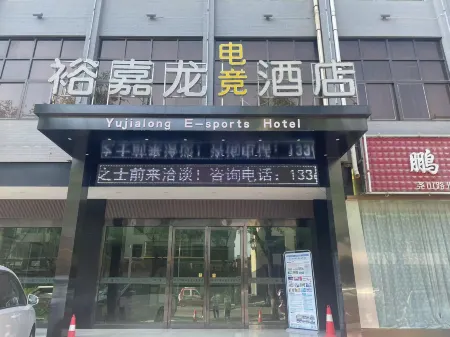 裕嘉龙电竞酒店
Yujialong E-sports Hotel
之士前来洽谈！咨询电话：133
鹏